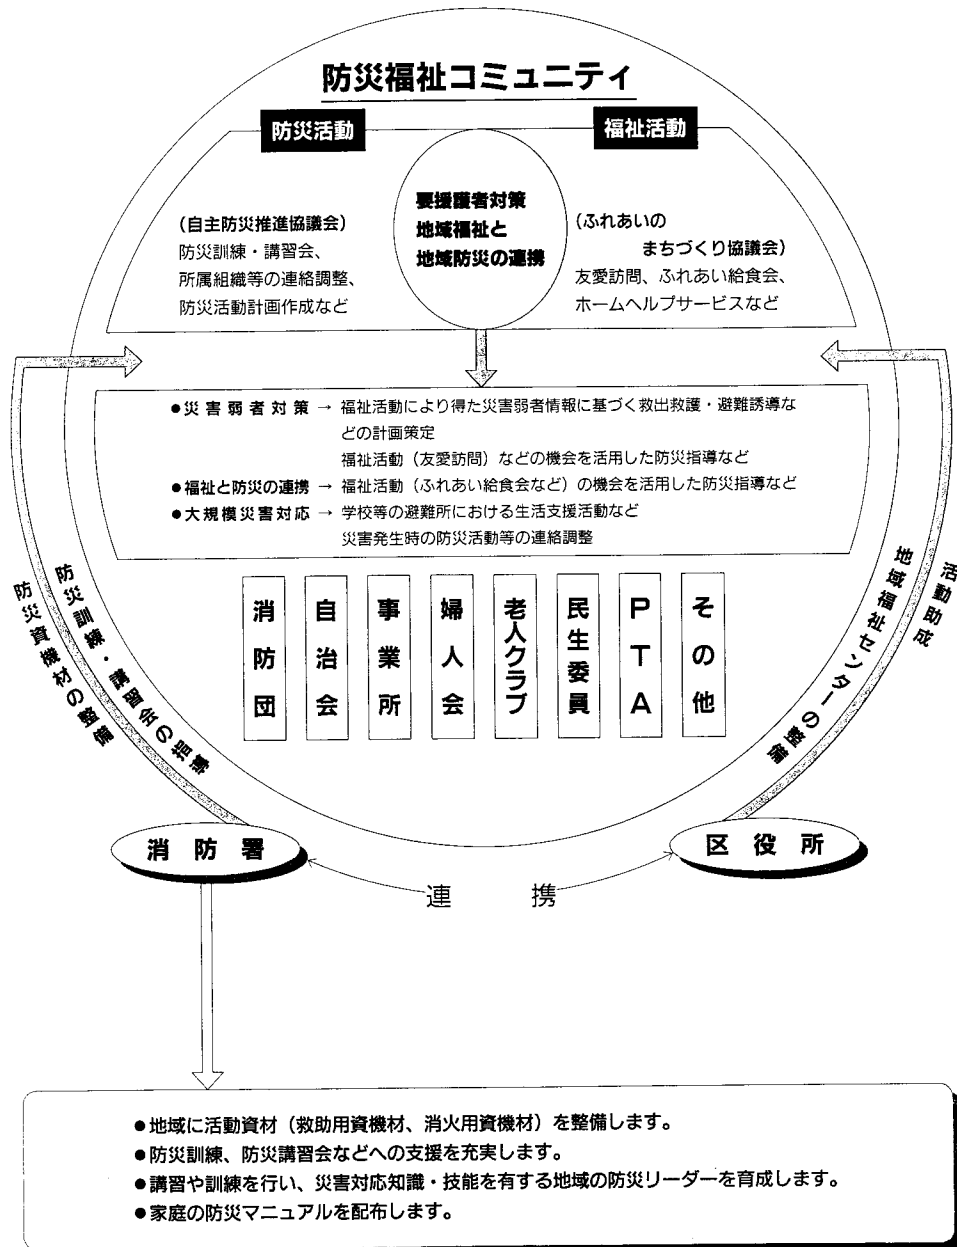 防災福祉コミュニティ
防災活動
福祉活動
(自主防災推進協議会)
防災訓練・講習会、
所属組織等の連絡調整、
防災活動計画作成など
要援護者対策
地域福祉と
地域防災の連携
(ふれあいの
まちづくり協議会)
友愛訪問、ふれあい給食会、
ホームヘルプサービスなど
●災害弱者対策 → 福祉活動により得た災害弱者情報に基づく救出救護・避難誘導な
どの計画策定
福祉活動(友愛訪問)などの機会を活用した防災指導など
●福祉と防災の連携 → 福祉活動(ふれあい給食会など)の機会を活用した防災指導など
●大規模災害対応 → 学校等の避難所における生活支援活動など
災害発生時の防災活動等の連絡調整
消防団
自治会
事業所
婦人会
老人クラブ
民生委員
PTA
その他
防災資機材の整備
防災訓練・講習会の指導
地域福祉センターの整備
活動助成
消防署
区役所
連携
●地域に活動資材(救助用資機材、消火用資機材)を整備します。
●防災訓練、防災講習会などへの支援を充実します。
●講習や訓練を行い、災害対応知識・技能を有する地域の防災リーダーを育成します。
●家庭の防災マニュアルを配布します。